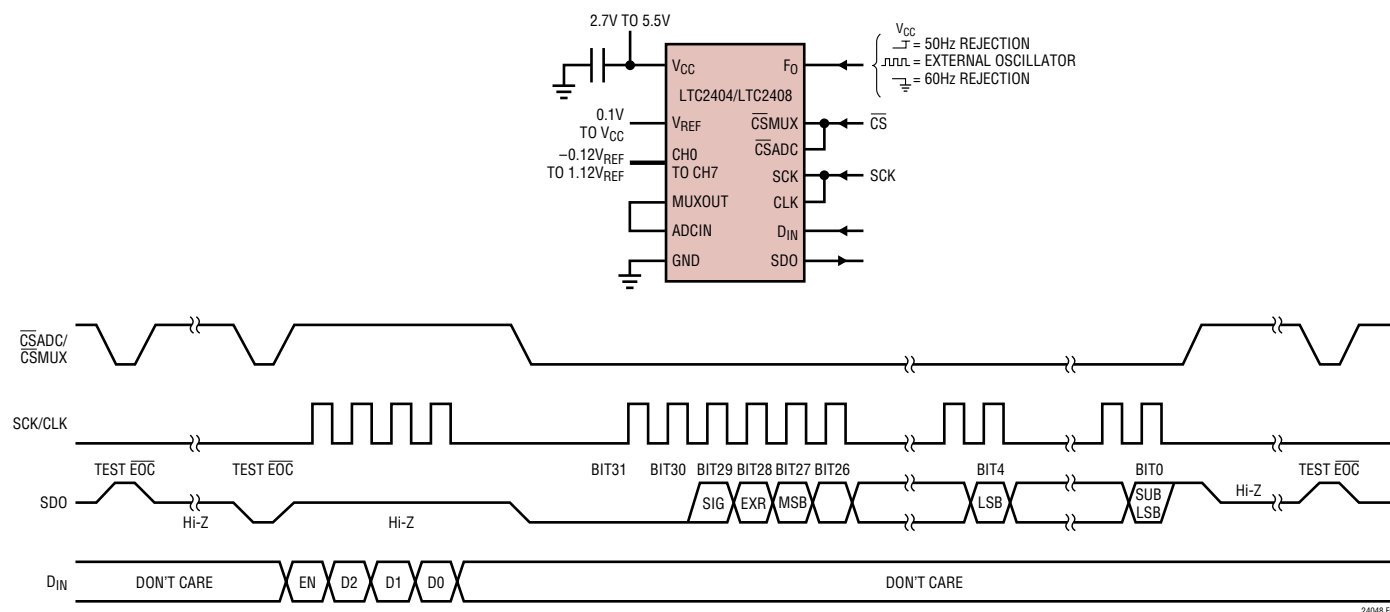 2.7V TO 5.5V
VCC
FO
LTC2404/LTC2408
VCC
= 50Hz REJECTION
= EXTERNAL OSCILLATOR
= 60Hz REJECTION
0.1V
TO VCC
VREF
CSMUX
CS
CSADC
–0.12VREF
TO 1.12VREF
CH0
TO CH7
SCK
SCK
MUXOUT
CLK
ADCIN
DIN
GND
SDO
CSADC/
CSMUX
SCK/CLK
TEST EOC
TEST EOC
BIT31
BIT30
BIT29
BIT28
BIT27
BIT26
BIT4
BIT0
TEST EOC
SDO
Hi-Z
Hi-Z
SIG
EXR
MSB
LSB
SUB
LSB
Hi-Z
DIN
DON'T CARE
EN
D2
D1
D0
DON'T CARE